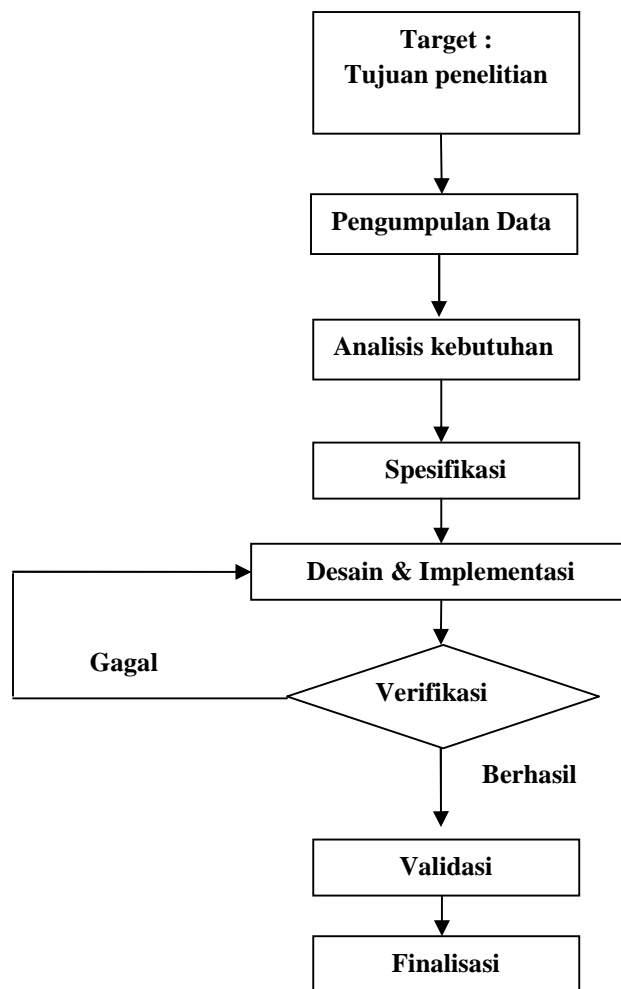 Target :
Tujuan penelitian
Pengumpulan Data
Analisis kebutuhan
Spesifikasi
Desain & Implementasi
Gagal
Verifikasi
Berhasil
Validasi
Finalisasi